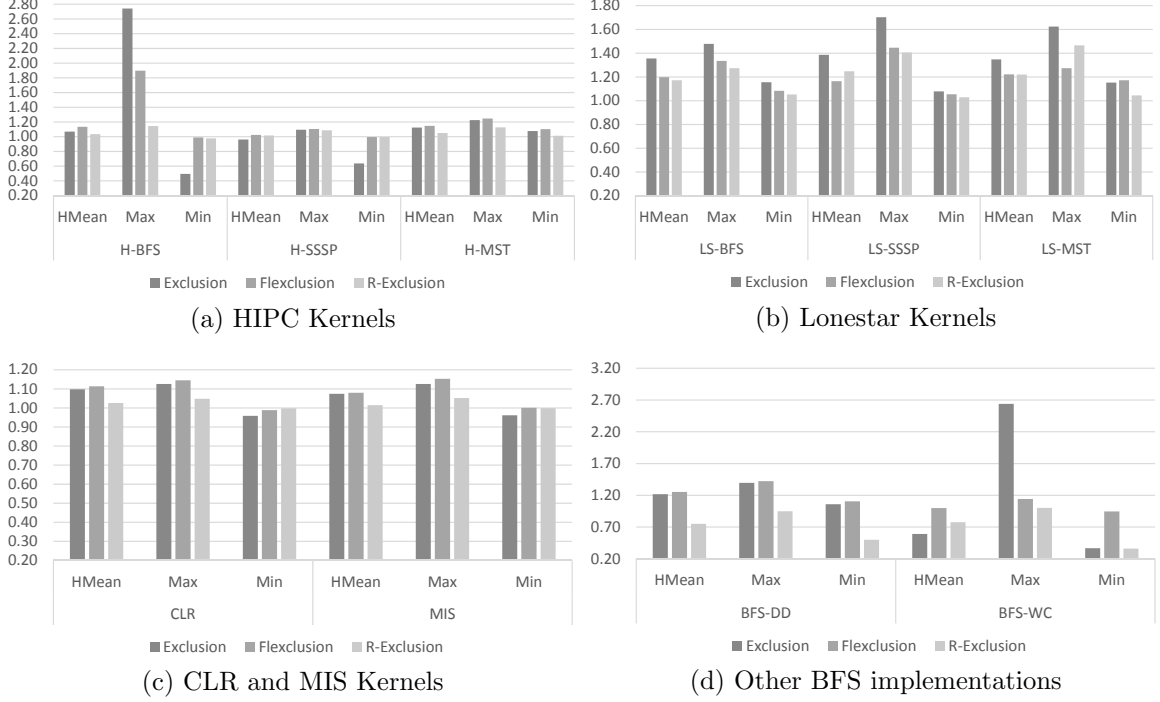 2.80
2.60
2.40
2.20
2.00
1.80
1.60
1.40
1.20
1.00
0.80
0.60
0.40
0.20
HMean Max Min HMean Max Min HMean Max Min
H-BFS H-SSSP H-MST
Exclusion Flexclusion R-Exclusion
(a) HIPC Kernels
1.80
1.60
1.40
1.20
1.00
0.80
0.60
0.40
0.20
HMean Max Min HMean Max Min HMean Max Min
LS-BFS LS-SSSP LS-MST
Exclusion Flexclusion R-Exclusion
(b) Lonestar Kernels
1.20
1.10
1.00
0.90
0.80
0.70
0.60
0.50
0.40
0.30
0.20
HMean Max Min HMean Max Min
CLR MIS
Exclusion Flexclusion R-Exclusion
(c) CLR and MIS Kernels
3.20
2.70
2.20
1.70
1.20
0.70
0.20
HMean Max Min HMean Max Min
BFS-DD BFS-WC
Exclusion Flexclusion R-Exclusion
(d) Other BFS implementations